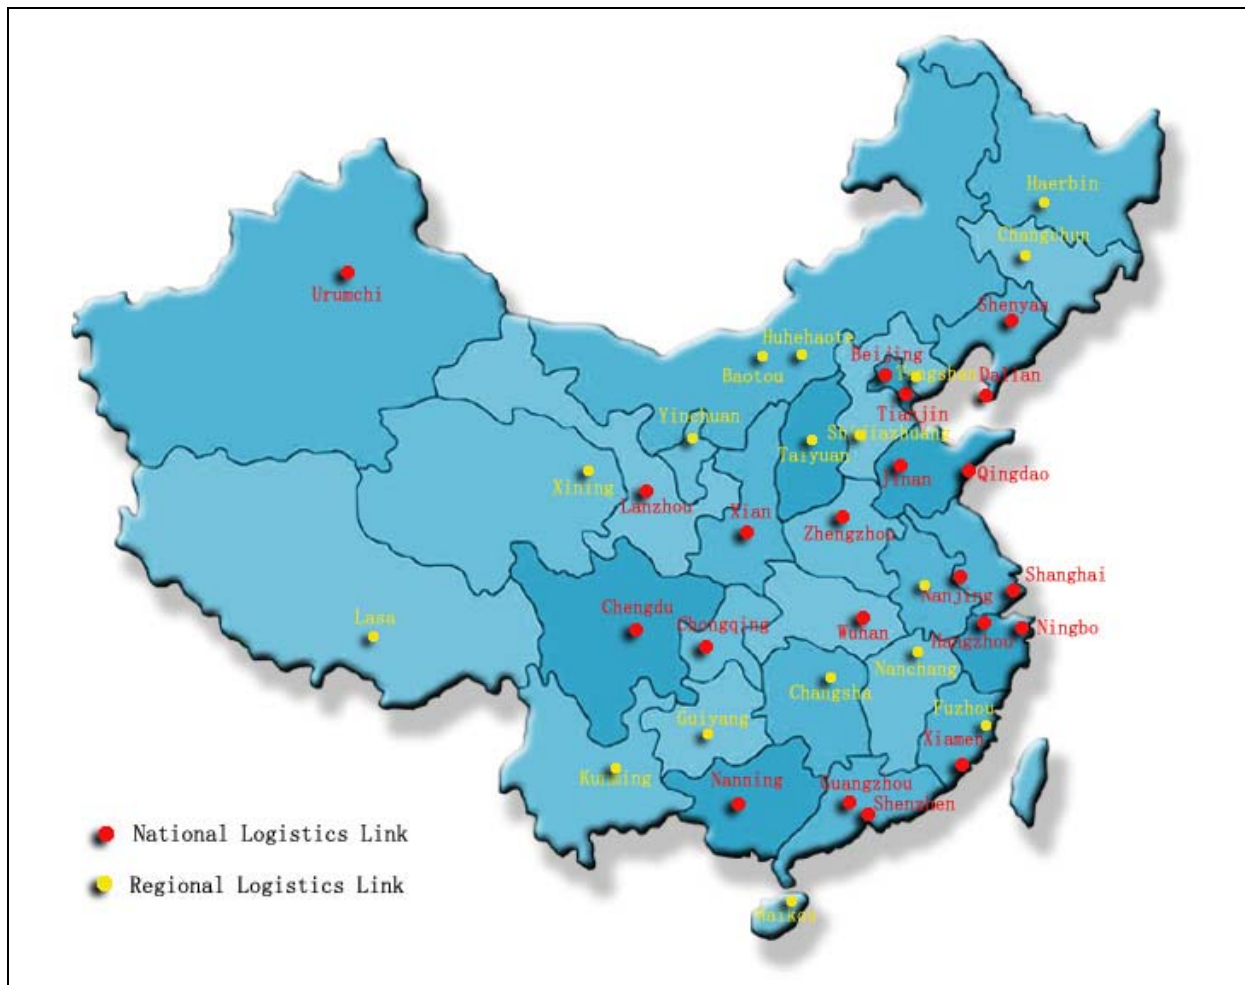 Haerbin
Changchun
Urumchi
Shenyan
Huhehaote
Beijing
Baotou
Tangshan
Dalian
Tianjin
Yinchuan
Shijiazhuang
Taiyuan
Jinan
Qingdao
Xining
Lanzhou
Xian
Zhengzhou
Shanghai
Nanjing
Lasa
Chengdu
Chongqing
Wuhan
Hangzhou
Ningbo
Nanchang
Changsha
Guiyang
Fuzhou
Xiamen
Kunming
Nanning
Guangzhou
Shenzhen
National Logistics Link
Regional Logistics Link
Haikou